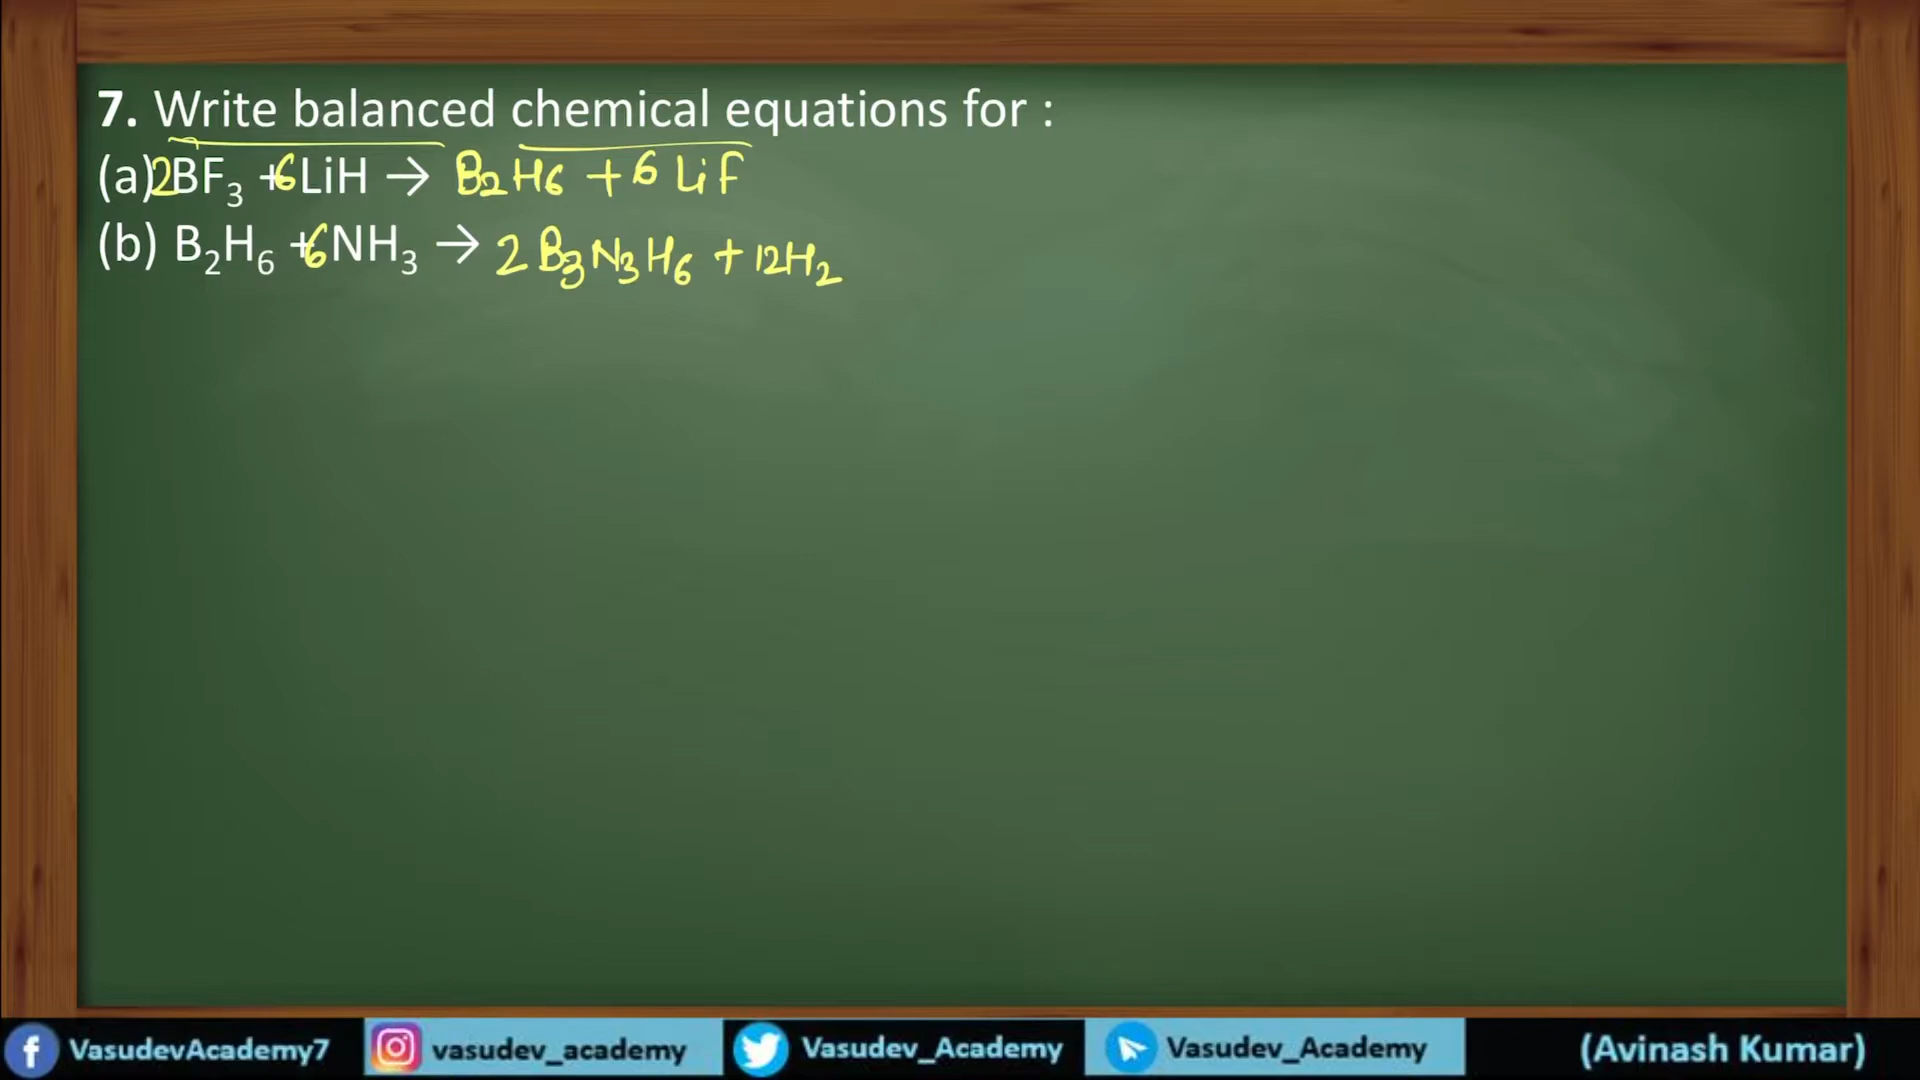 7. Write balanced chemical equations for :
(a) 2BF₃ + 6LiH → B₂H₆ + 6 LiF
(b) B₂H₆ + 6NH₃ → 2 B₃N₃H₆ + 12H₂
VasudevAcademy7 vasudev_academy Vasudev_Academy Vasudev_Academy (Avinash Kumar)